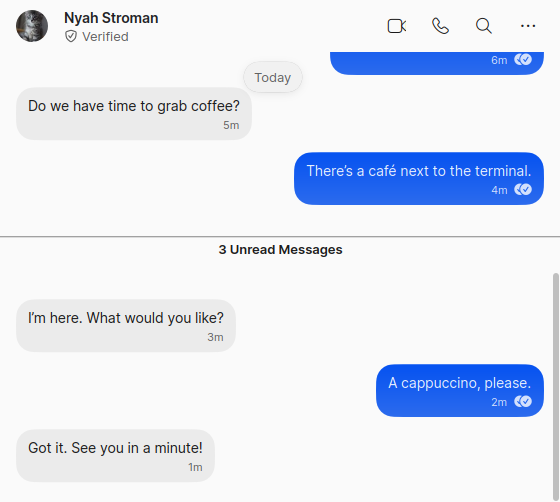 Nyah Stroman
Verified
6m
Today
Do we have time to grab coffee?
5m
There’s a café next to the terminal.
4m
3 Unread Messages
I’m here. What would you like?
3m
A cappuccino, please.
2m
Got it. See you in a minute!
1m